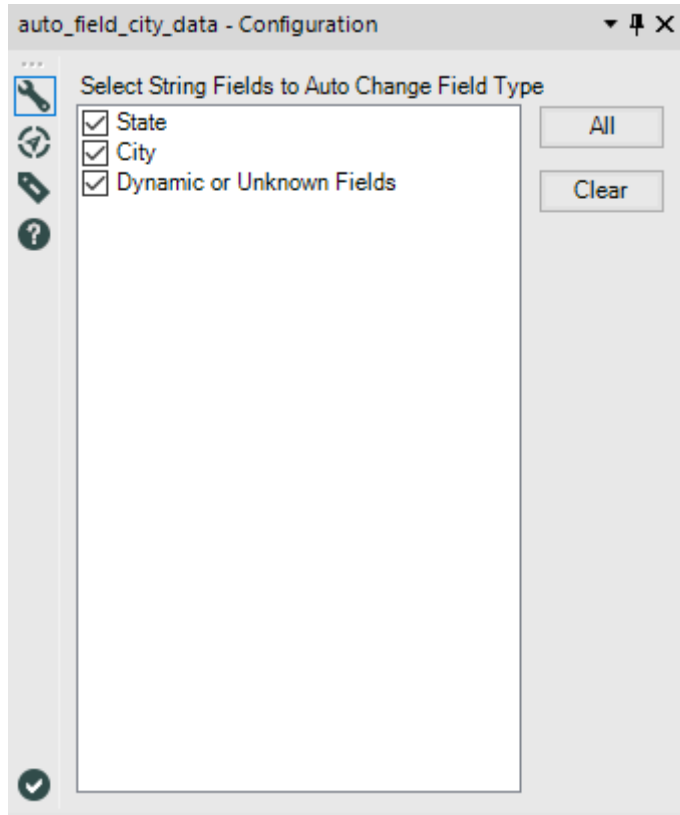 auto_field_city_data - Configuration
Select String Fields to Auto Change Field Type
State
City
Dynamic or Unknown Fields
All
Clear